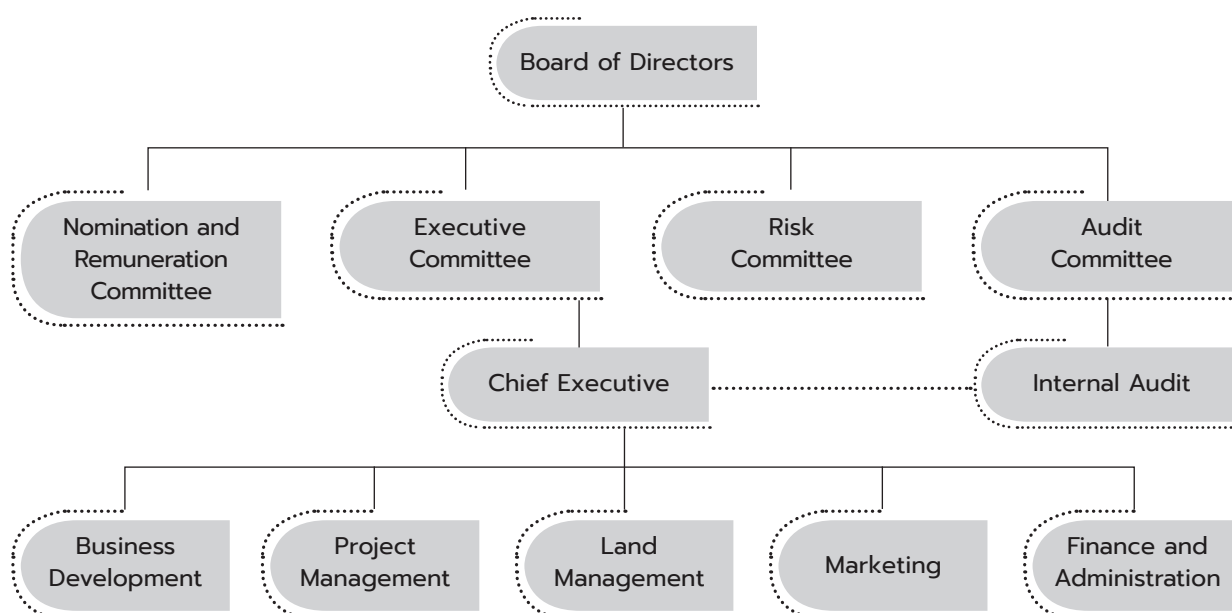 Board of Directors
Nomination and
Remuneration
Committee
Executive
Committee
Risk
Committee
Audit
Committee
Chief Executive
Internal Audit
Business
Development
Project
Management
Land
Management
Marketing
Finance and
Administration